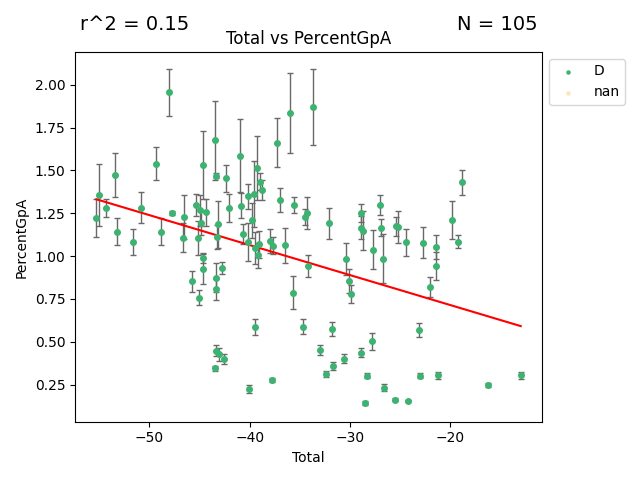 r^2 = 0.15
N = 105
Total vs PercentGpA
D
nan
2.00
1.75
1.50
1.25
1.00
0.75
0.50
0.25
PercentGpA
−50
−40
−30
−20
Total